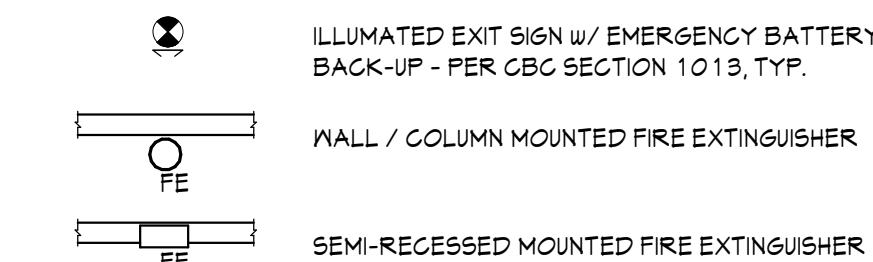 ILLUMATED EXIT SIGN W/ EMERGENCY BATTERY
BACK-UP - PER CBC SECTION 1013, TYP.
WALL / COLUMN MOUNTED FIRE EXTINGUISHER
FE
SEMI-RECESSED MOUNTED FIRE EXTINGUISHER
FE